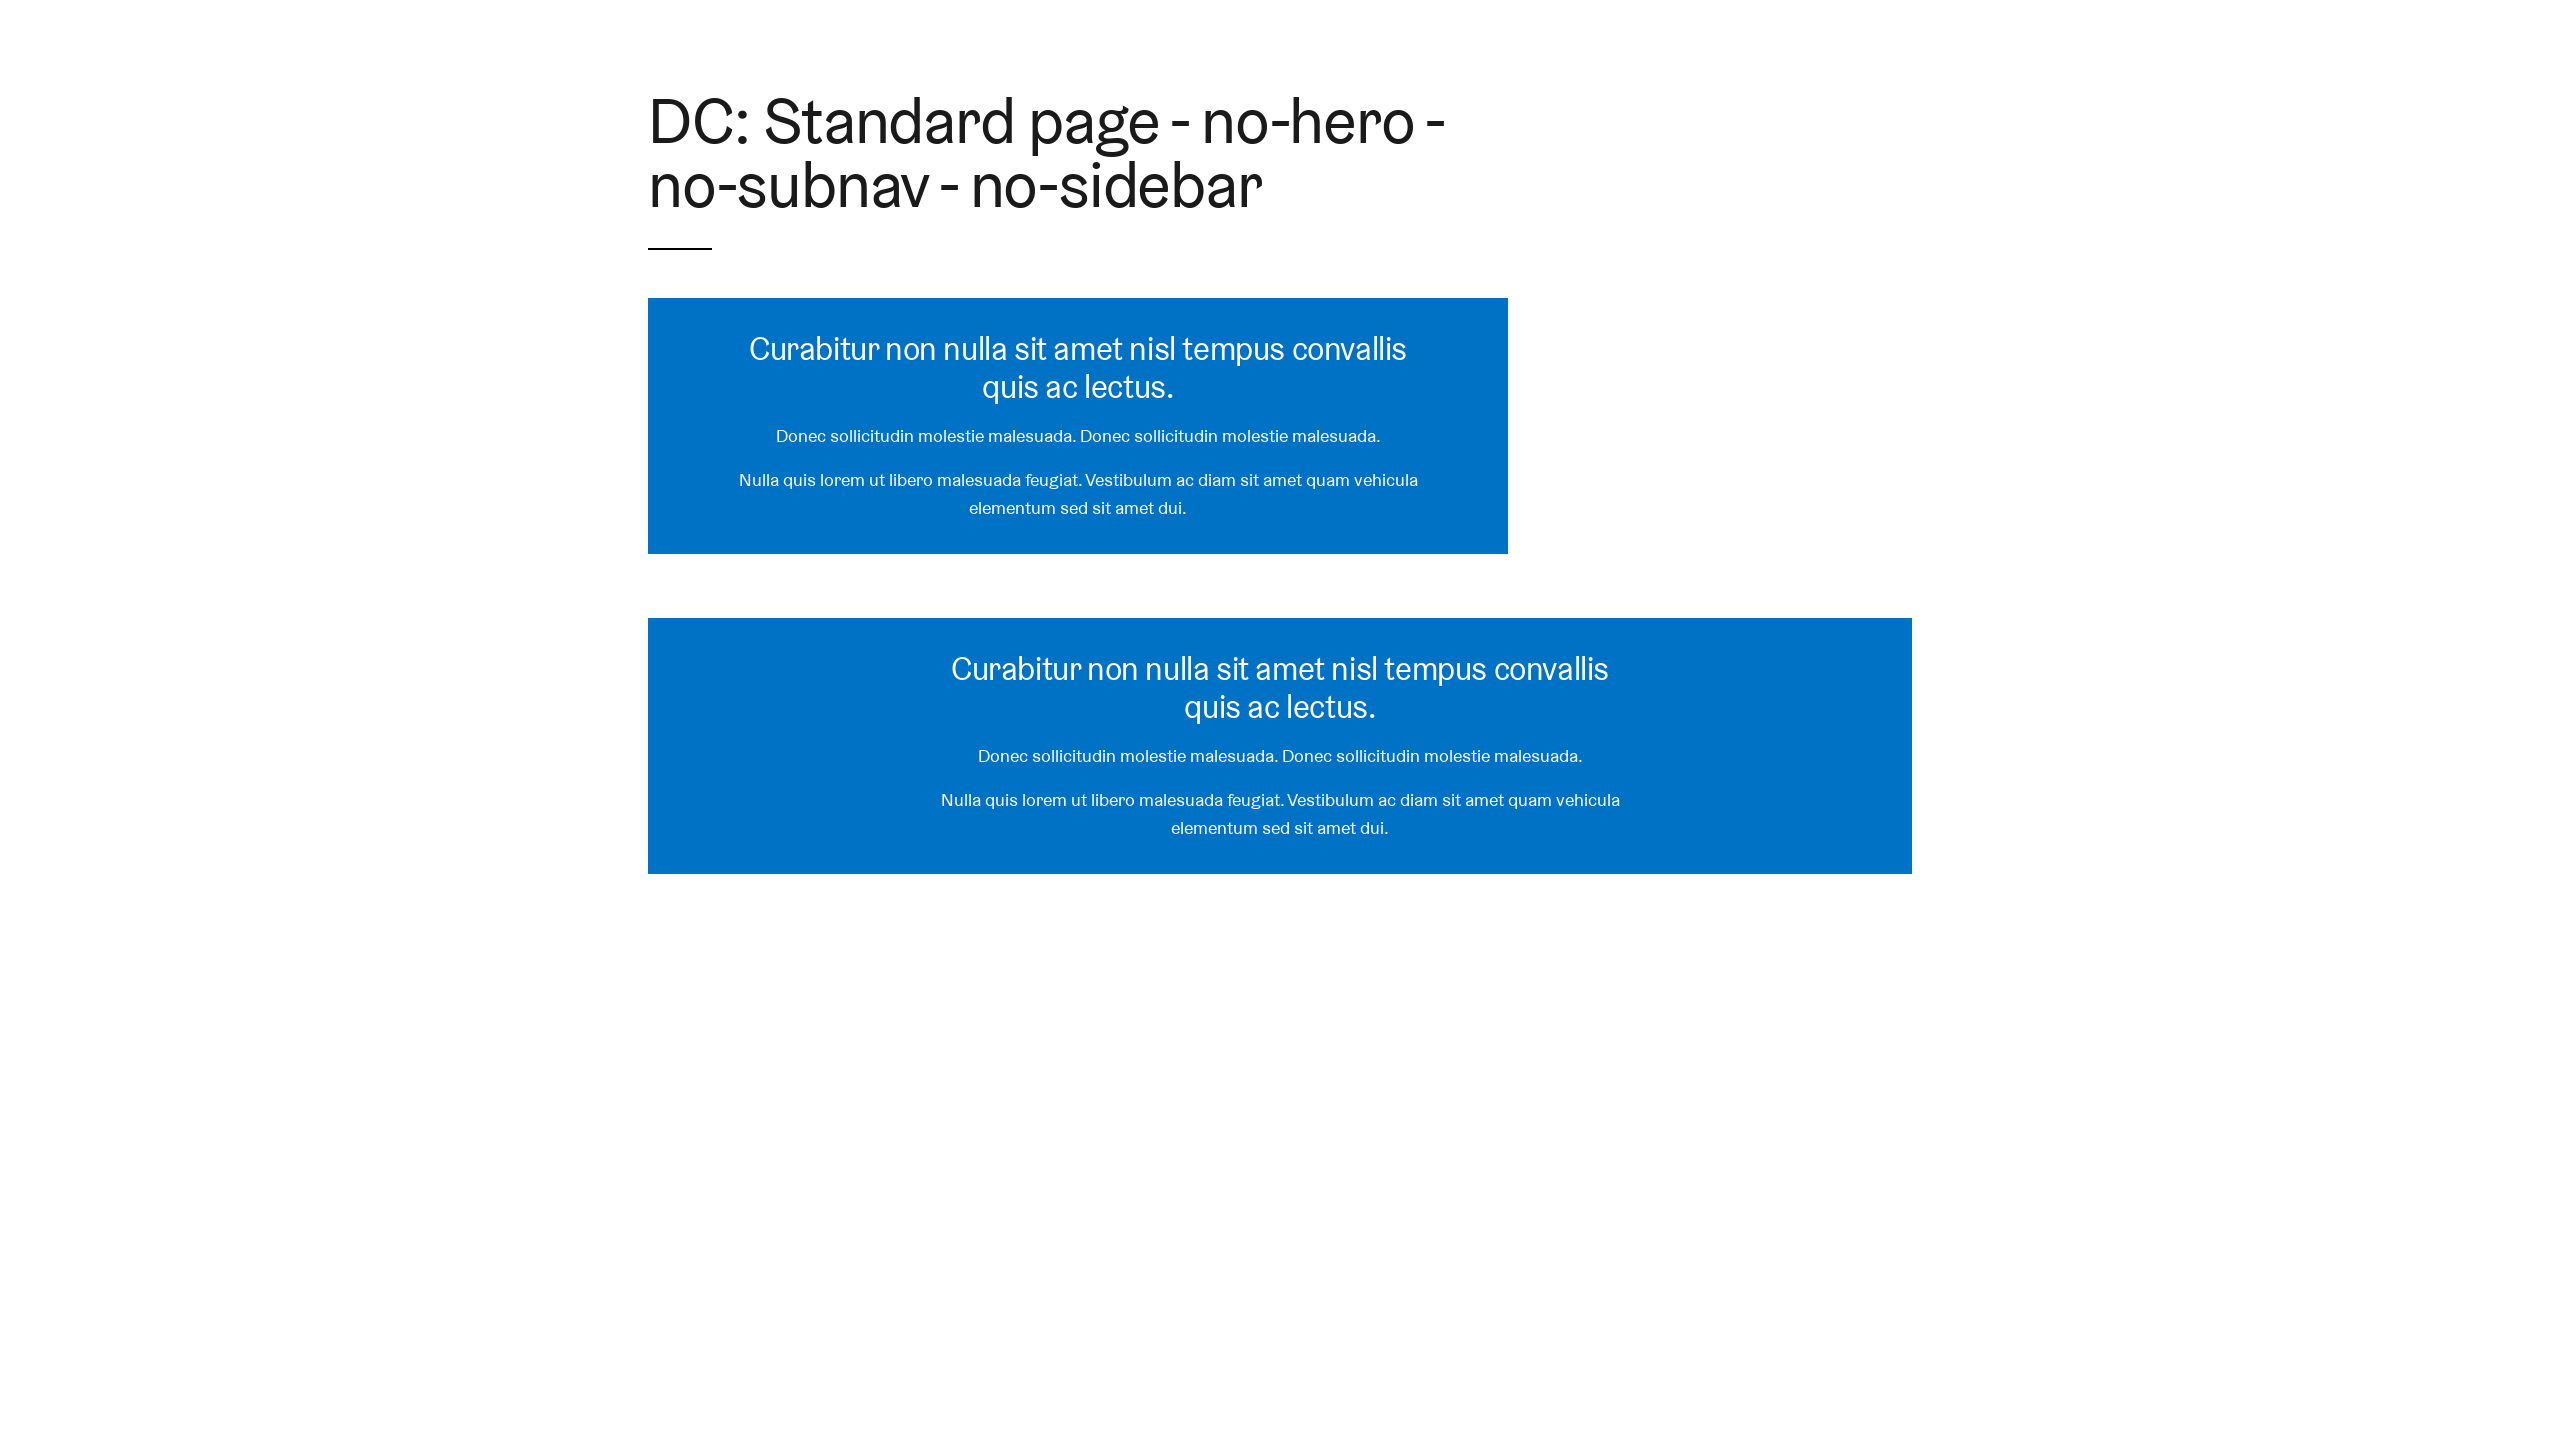 DC: Standard page - no-hero -
no-subnav - no-sidebar
Curabitur non nulla sit amet nisl tempus convallis
quis ac lectus.
Donec sollicitudin molestie malesuada. Donec sollicitudin molestie malesuada.
Nulla quis lorem ut libero malesuada feugiat. Vestibulum ac diam sit amet quam vehicula
elementum sed sit amet dui.
Curabitur non nulla sit amet nisl tempus convallis
quis ac lectus.
Donec sollicitudin molestie malesuada. Donec sollicitudin molestie malesuada.
Nulla quis lorem ut libero malesuada feugiat. Vestibulum ac diam sit amet quam vehicula
elementum sed sit amet dui.